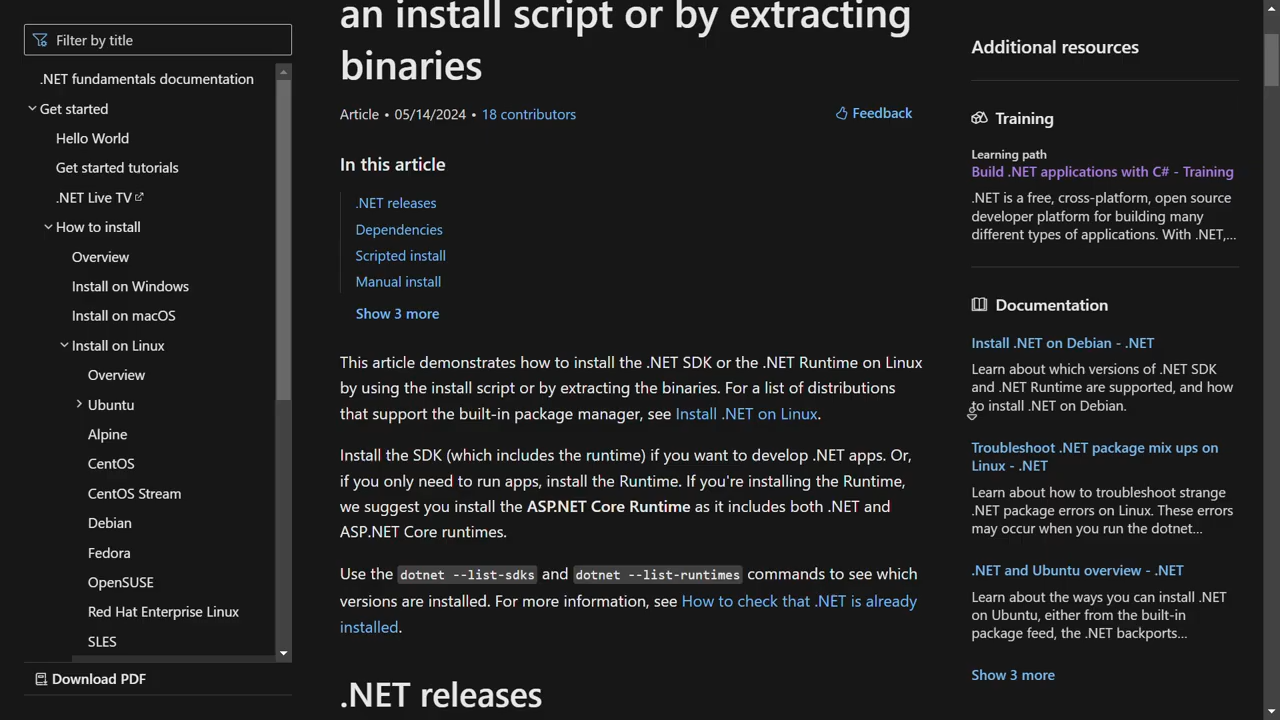 Filter by title
.NET fundamentals documentation
Get started
Hello World
Get started tutorials
.NET Live TV
How to install
Overview
Install on Windows
Install on macOS
Install on Linux
Overview
Ubuntu
Alpine
CentOS
CentOS Stream
Debian
Fedora
OpenSUSE
Red Hat Enterprise Linux
SLES
Download PDF
an install script or by extracting
binaries
Article • 05/14/2024 • 18 contributors
Feedback
In this article
.NET releases
Dependencies
Scripted install
Manual install
Show 3 more
This article demonstrates how to install the .NET SDK or the .NET Runtime on Linux
by using the install script or by extracting the binaries. For a list of distributions
that support the built-in package manager, see Install .NET on Linux.
Install the SDK (which includes the runtime) if you want to develop .NET apps. Or,
if you only need to run apps, install the Runtime. If you're installing the Runtime,
we suggest you install the ASP.NET Core Runtime as it includes both .NET and
ASP.NET Core runtimes.
Use the dotnet --list-sdks and dotnet --list-runtimes commands to see which
versions are installed. For more information, see How to check that .NET is already
installed.
.NET releases
Additional resources
Training
Learning path
Build .NET applications with C# - Training
.NET is a free, cross-platform, open source
developer platform for building many
different types of applications. With .NET,...
Documentation
Install .NET on Debian - .NET
Learn about which versions of .NET SDK
and .NET Runtime are supported, and how
to install .NET on Debian.
Troubleshoot .NET package mix ups on
Linux - .NET
Learn about how to troubleshoot strange
.NET package errors on Linux. These errors
may occur when you run the dotnet...
.NET and Ubuntu overview - .NET
Learn about the ways you can install .NET
on Ubuntu, either from the built-in
package feed, the .NET backports...
Show 3 more